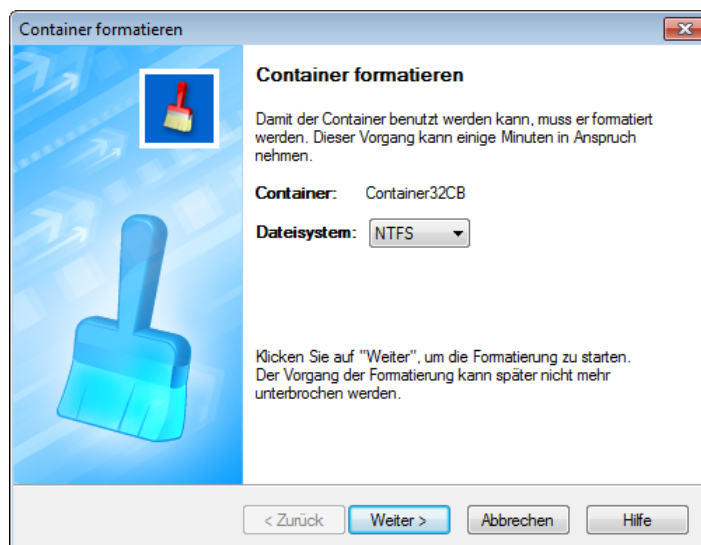 Container formatieren
Container formatieren
Damit der Container benutzt werden kann, muss er formatiert
werden. Dieser Vorgang kann einige Minuten in Anspruch
nehmen.
Container: Container32CB
Dateisystem: NTFS
Klicken Sie auf "Weiter", um die Formatierung zu starten.
Der Vorgang der Formatierung kann später nicht mehr
unterbrochen werden.
< Zurück Weiter > Abbrechen Hilfe